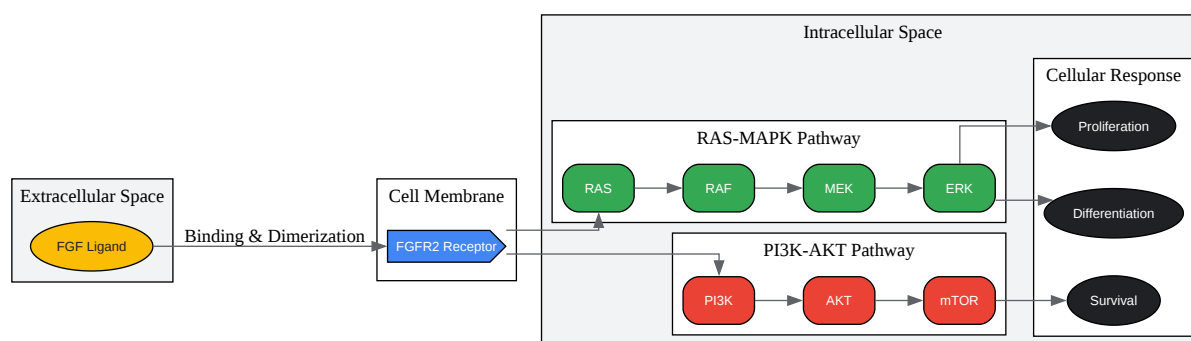 Intracellular Space
Cellular Response
Proliferation
RAS-MAPK Pathway
RAS
RAF
MEK
ERK
Extracellular Space
FGF Ligand
Binding & Dimerization
Cell Membrane
FGFR2 Receptor
Differentiation
PI3K-AKT Pathway
PI3K
AKT
mTOR
Survival